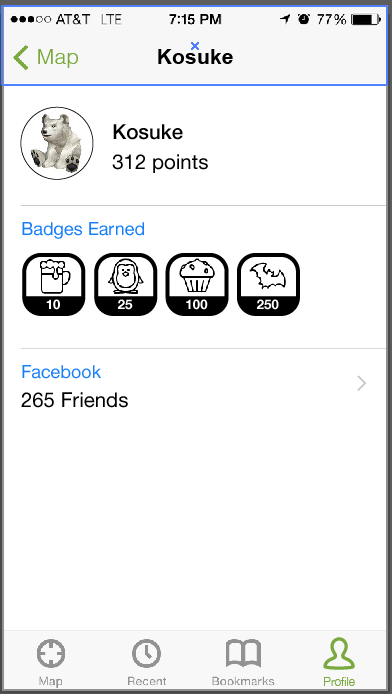 AT&T LTE 7:15 PM 77%
Map Kosuke
Kosuke
312 points
Badges Earned
10 25 100 250
Facebook
265 Friends
Map Recent Bookmarks Profile